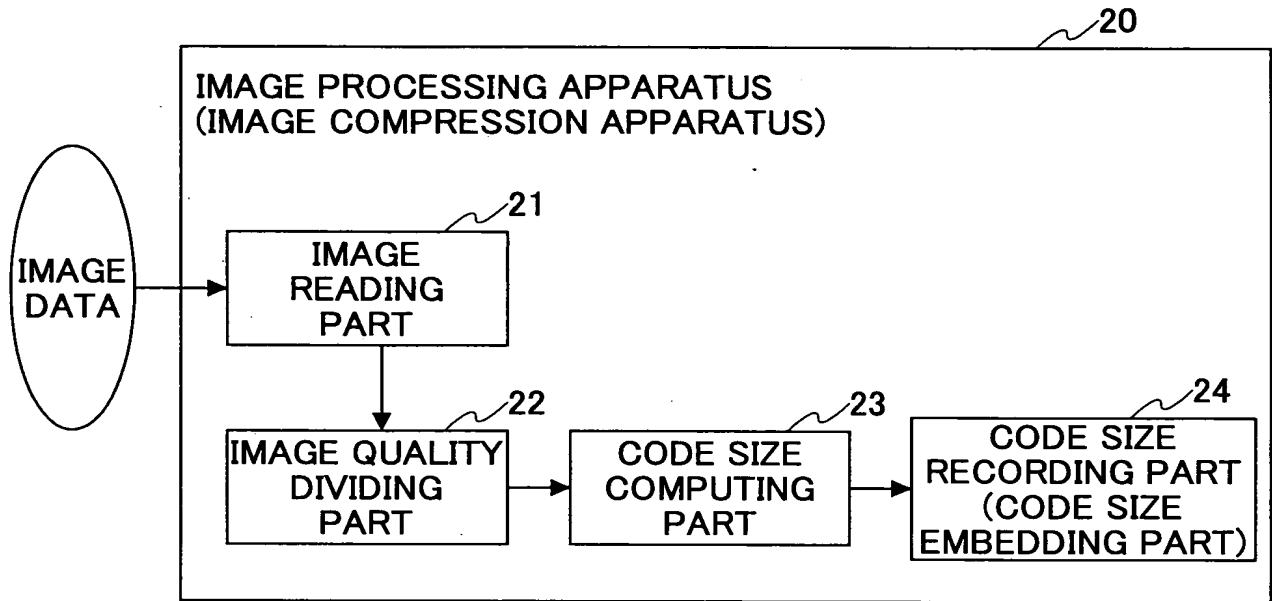 20
IMAGE PROCESSING APPARATUS
(IMAGE COMPRESSION APPARATUS)
IMAGE
DATA
21
IMAGE
READING
PART
22
IMAGE QUALITY
DIVIDING
PART
23
CODE SIZE
COMPUTING
PART
24
CODE SIZE
RECORDING PART
(CODE SIZE
EMBEDDING PART)